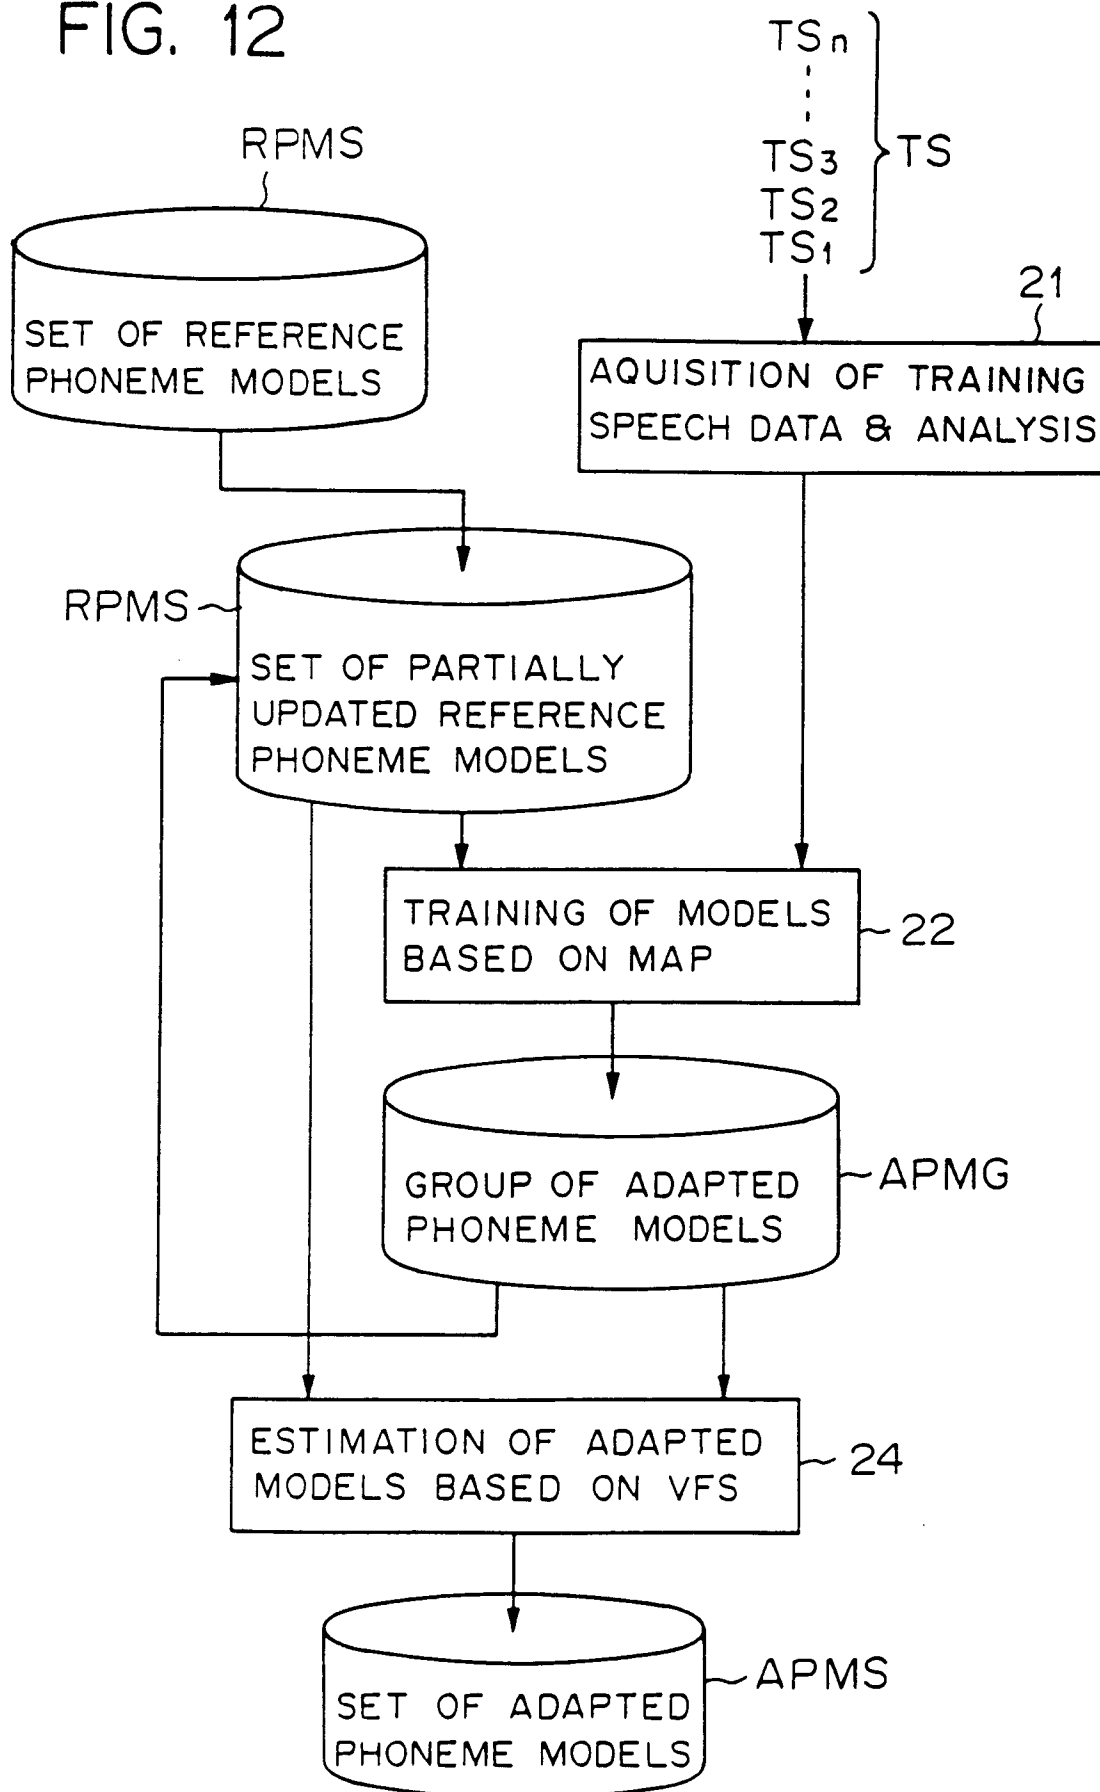 FIG. 12
TSn
TS3
TS2
TS1
TS
RPMS
SET OF REFERENCE
PHONEME MODELS
21
AQUISITION OF TRAINING
SPEECH DATA & ANALYSIS
RPMS
SET OF PARTIALLY
UPDATED REFERENCE
PHONEME MODELS
TRAINING OF MODELS
BASED ON MAP
22
GROUP OF ADAPTED
PHONEME MODELS
APMG
ESTIMATION OF ADAPTED
MODELS BASED ON VFS
24
SET OF ADAPTED
PHONEME MODELS
APMS